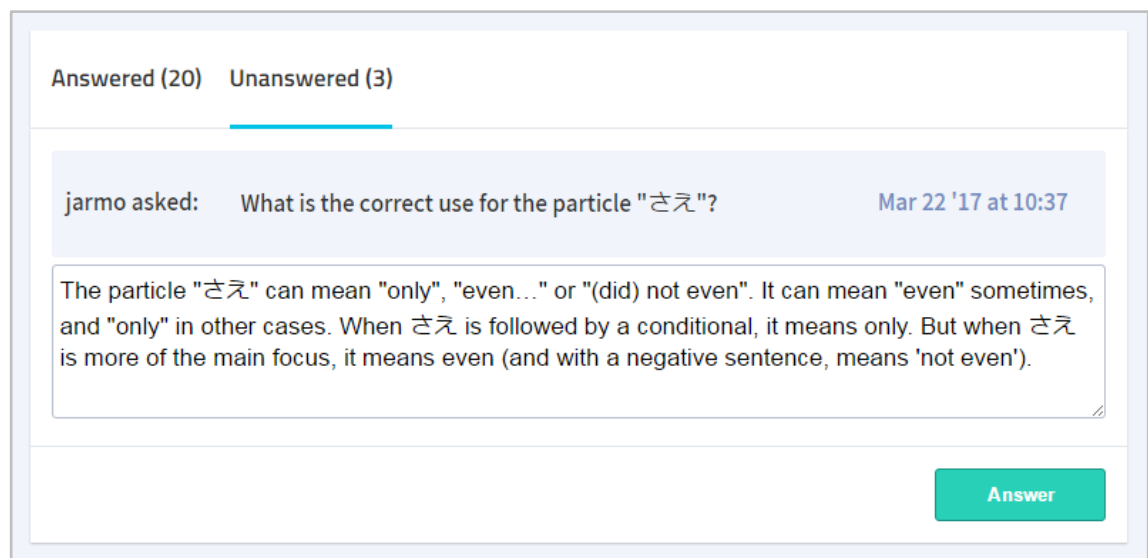 Answered (20) Unanswered (3)
jarmo asked: What is the correct use for the particle "さえ"? Mar 22 '17 at 10:37
The particle "さえ" can mean "only", "even…" or "(did) not even". It can mean "even" sometimes,
and "only" in other cases. When さえ is followed by a conditional, it means only. But when さえ
is more of the main focus, it means even (and with a negative sentence, means 'not even').
Answer